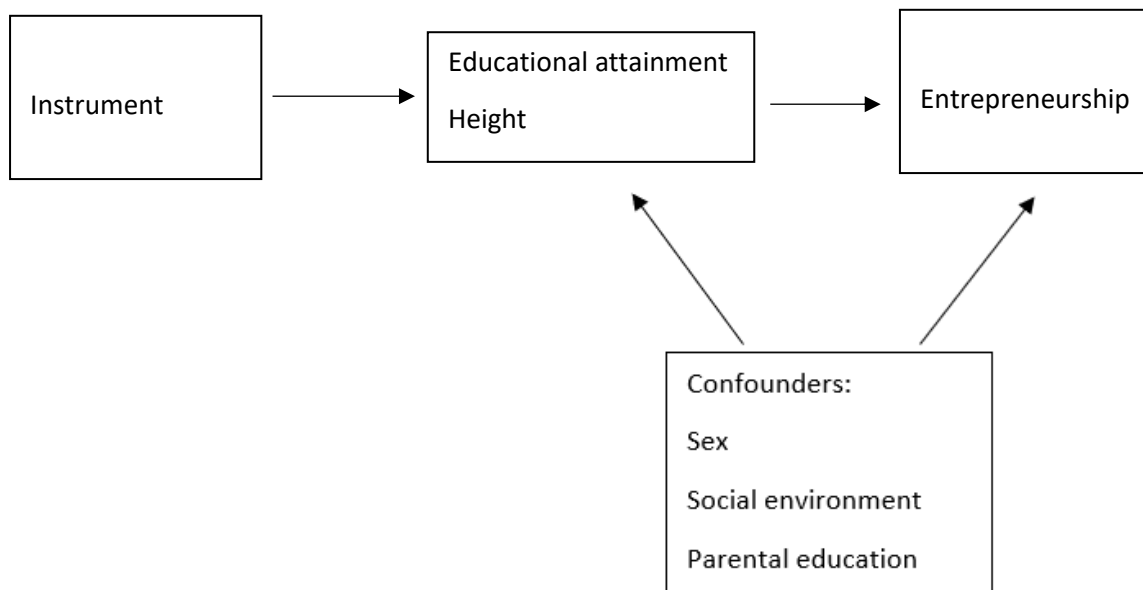 Instrument
Educational attainment
Height
Entrepreneurship
Confounders:
Sex
Social environment
Parental education